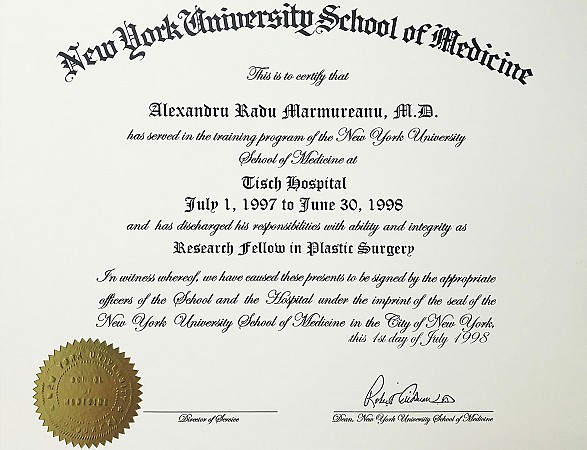 New York University School of Medicine
This is to certify that
Alexandru Radu Marmureanu, M.D.
has served in the training program of the New York University
School of Medicine at
Tisch Hospital
July 1, 1997 to June 30, 1998
and has discharged his responsibilities with ability and integrity as
Research Fellow in Plastic Surgery
In witness whereof, we have caused these presents to be signed by the appropriate
officers of the School and the Hospital under the imprint of the seal of the
New York University School of Medicine in the City of New York,
this 1st day of July 1998
NEW YORK UNIVERSITY
SCHOOL
MEDICINE
Director of Service
Dean, New York University School of Medicine